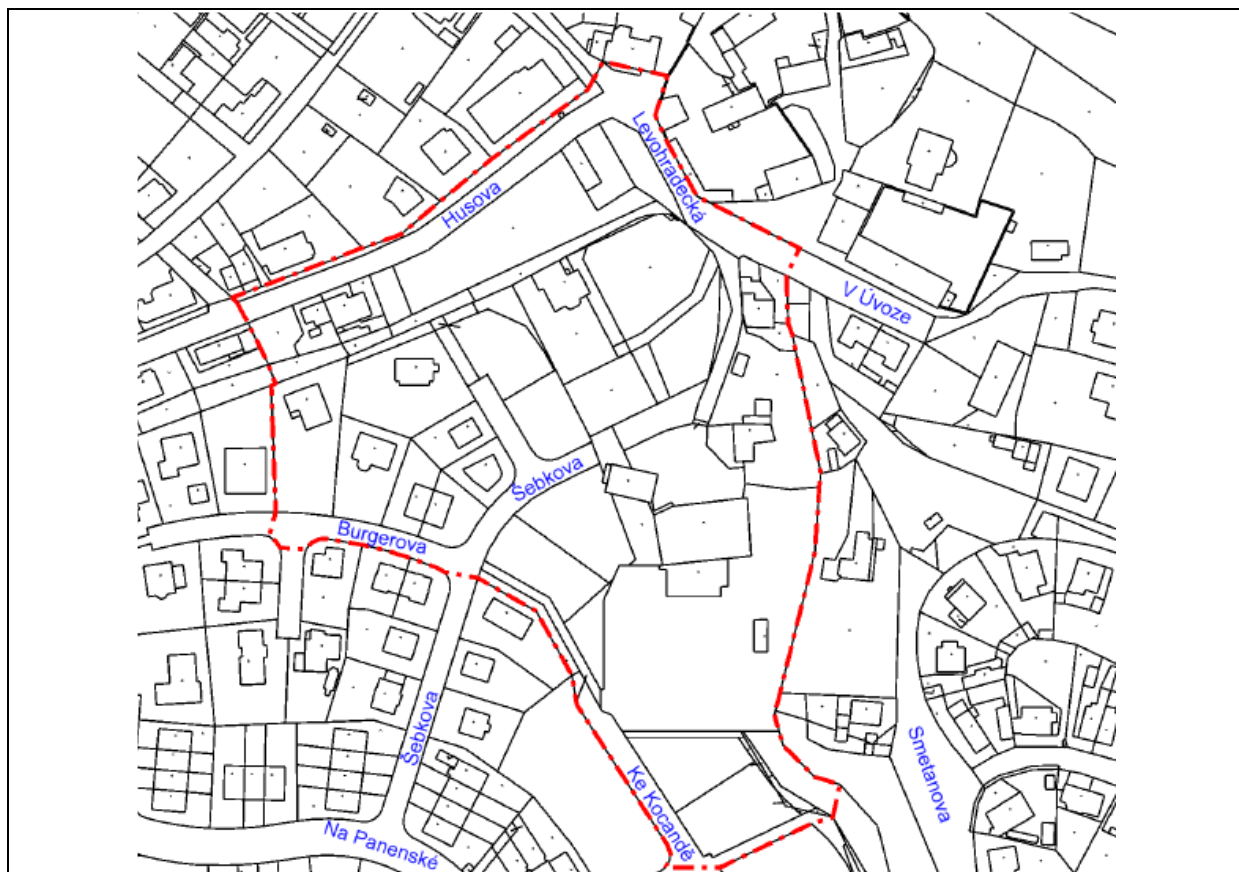 Levohradecká
Husova
V Úvoze
Šebkova
Burgerova
Šebkova
Smetanova
Ke Kocandě
Na Panenské